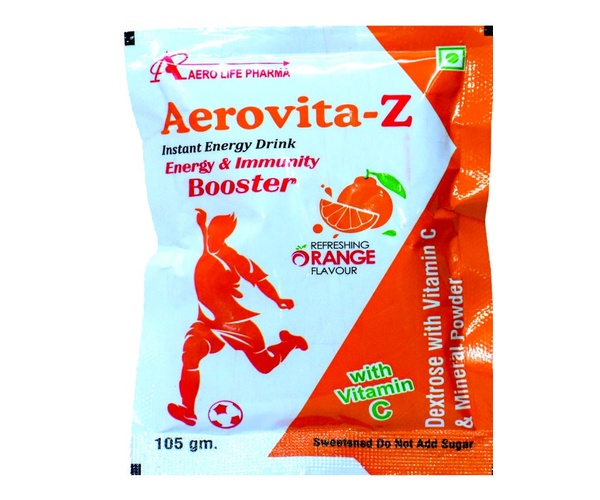 AERO LIFE PHARMA
Aerovita-Z
Instant Energy Drink
Energy & Immunity
Booster
REFRESHING
ORANGE
FLAVOUR
with
Vitamin
C
Dextrose with Vitamin C
& Mineral Powder
105 gm.
Sweetened Do Not Add Sugar